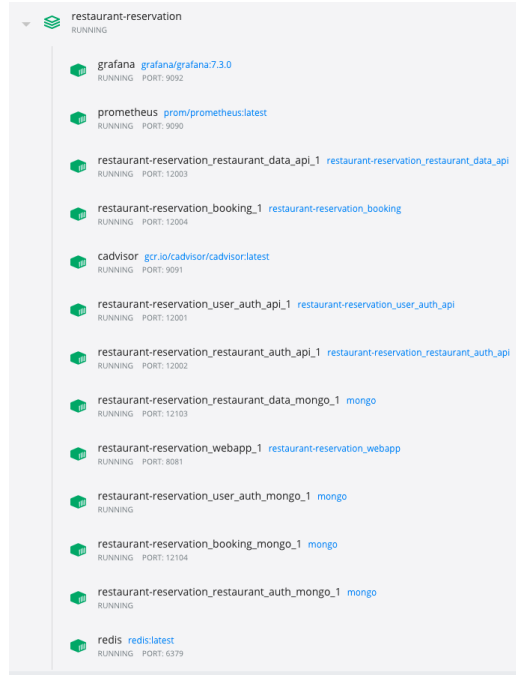 restaurant-reservation
RUNNING
grafana grafana/grafana:7.3.0
RUNNING PORT: 9092
prometheus prom/prometheus:latest
RUNNING PORT: 9090
restaurant-reservation_restaurant_data_api_1 restaurant-reservation_restaurant_data_api
RUNNING PORT: 12003
restaurant-reservation_booking_1 restaurant-reservation_booking
RUNNING PORT: 12004
cadvisor gcr.io/cadvisor/cadvisor:latest
RUNNING PORT: 9091
restaurant-reservation_user_auth_api_1 restaurant-reservation_user_auth_api
RUNNING PORT: 12001
restaurant-reservation_restaurant_auth_api_1 restaurant-reservation_restaurant_auth_api
RUNNING PORT: 12002
restaurant-reservation_restaurant_data_mongo_1 mongo
RUNNING PORT: 12103
restaurant-reservation_webapp_1 restaurant-reservation_webapp
RUNNING PORT: 8081
restaurant-reservation_user_auth_mongo_1 mongo
RUNNING
restaurant-reservation_booking_mongo_1 mongo
RUNNING PORT: 12104
restaurant-reservation_restaurant_auth_mongo_1 mongo
RUNNING
redis redis:latest
RUNNING PORT: 6379